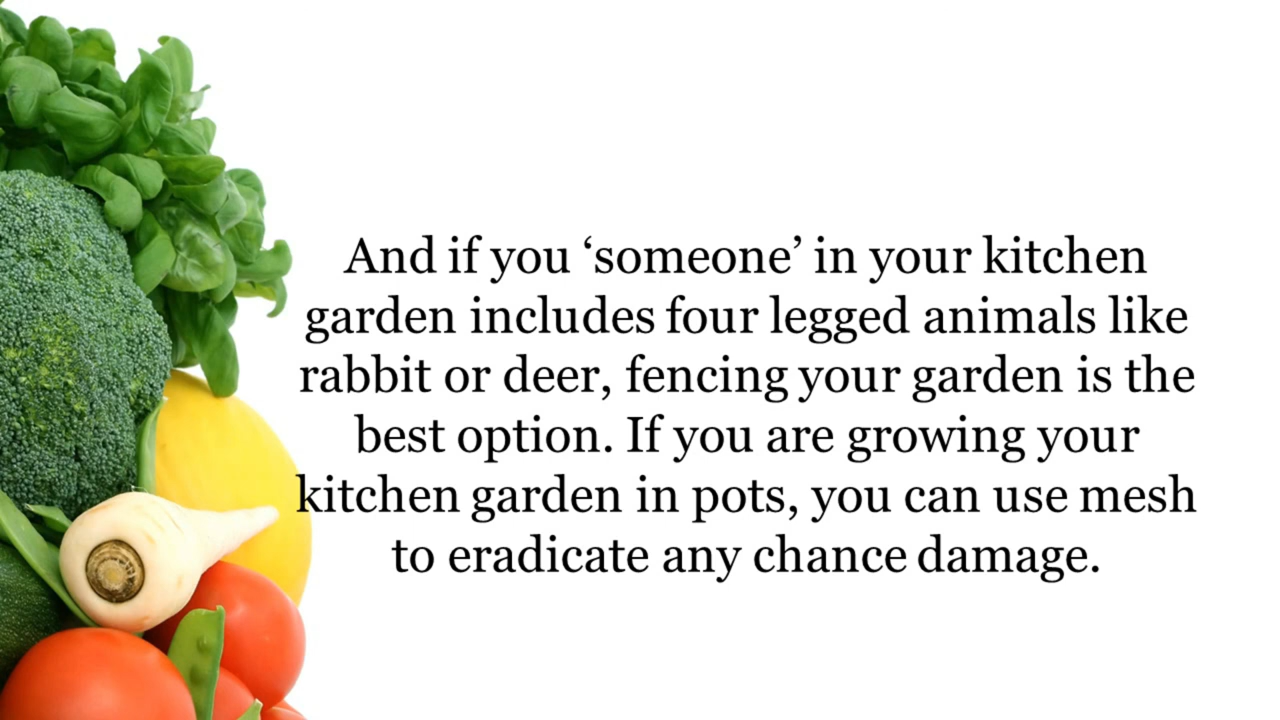 And if you ‘someone’ in your kitchen
garden includes four legged animals like
rabbit or deer, fencing your garden is the
best option. If you are growing your
kitchen garden in pots, you can use mesh
to eradicate any chance damage.